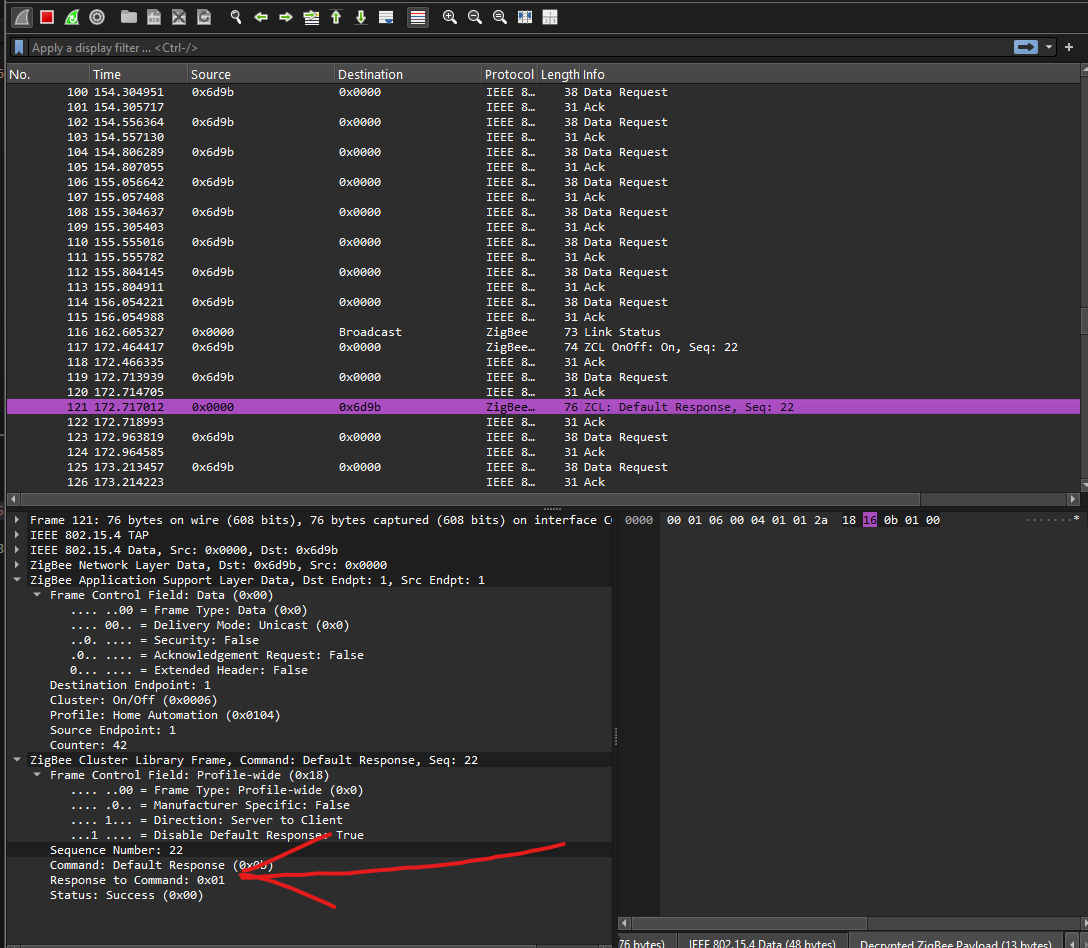 Apply a display filter ... <Ctrl-/>
No. Time Source Destination Protocol Length Info
100 154.304951 0x6d9b 0x0000 IEEE 8… 38 Data Request
101 154.305717 IEEE 8… 31 Ack
102 154.556364 0x6d9b 0x0000 IEEE 8… 38 Data Request
103 154.557130 IEEE 8… 31 Ack
104 154.806289 0x6d9b 0x0000 IEEE 8… 38 Data Request
105 154.807055 IEEE 8… 31 Ack
106 155.056642 0x6d9b 0x0000 IEEE 8… 38 Data Request
107 155.057408 IEEE 8… 31 Ack
108 155.304637 0x6d9b 0x0000 IEEE 8… 38 Data Request
109 155.305403 IEEE 8… 31 Ack
110 155.555016 0x6d9b 0x0000 IEEE 8… 38 Data Request
111 155.555782 IEEE 8… 31 Ack
112 155.804145 0x6d9b 0x0000 IEEE 8… 38 Data Request
113 155.804911 IEEE 8… 31 Ack
114 156.054221 0x6d9b 0x0000 IEEE 8… 38 Data Request
115 156.054988 IEEE 8… 31 Ack
116 162.605327 0x0000 Broadcast ZigBee 73 Link Status
117 172.464417 0x6d9b 0x0000 ZigBee… 74 ZCL OnOff: On, Seq: 22
118 172.466335 IEEE 8… 31 Ack
119 172.713939 0x6d9b 0x0000 IEEE 8… 38 Data Request
120 172.714705 IEEE 8… 31 Ack
121 172.717012 0x0000 0x6d9b ZigBee… 76 ZCL: Default Response, Seq: 22
122 172.718993 IEEE 8… 31 Ack
123 172.963819 0x6d9b 0x0000 IEEE 8… 38 Data Request
124 172.964585 IEEE 8… 31 Ack
125 173.213457 0x6d9b 0x0000 IEEE 8… 38 Data Request
126 173.214223 IEEE 8… 31 Ack
Frame 121: 76 bytes on wire (608 bits), 76 bytes captured (608 bits) on interface CO
IEEE 802.15.4 TAP
IEEE 802.15.4 Data, Src: 0x0000, Dst: 0x6d9b
ZigBee Network Layer Data, Dst: 0x6d9b, Src: 0x0000
ZigBee Application Support Layer Data, Dst Endpt: 1, Src Endpt: 1
Frame Control Field: Data (0x00)
.... ..00 = Frame Type: Data (0x0)
.... 00.. = Delivery Mode: Unicast (0x0)
..0. .... = Security: False
.0.. .... = Acknowledgement Request: False
0... .... = Extended Header: False
Destination Endpoint: 1
Cluster: On/Off (0x0006)
Profile: Home Automation (0x0104)
Source Endpoint: 1
Counter: 42
ZigBee Cluster Library Frame, Command: Default Response, Seq: 22
Frame Control Field: Profile-wide (0x18)
.... ..00 = Frame Type: Profile-wide (0x0)
.... .0.. = Manufacturer Specific: False
.... 1... = Direction: Server to Client
...1 .... = Disable Default Response: True
Sequence Number: 22
Command: Default Response (0x0b)
Response to Command: 0x01
Status: Success (0x00)
0000 00 01 06 00 04 01 01 2a 18 16 0b 01 00 ·······*
76 bytes) IEEE 802.15.4 Data (48 bytes) Decrypted ZigBee Payload (13 bytes)